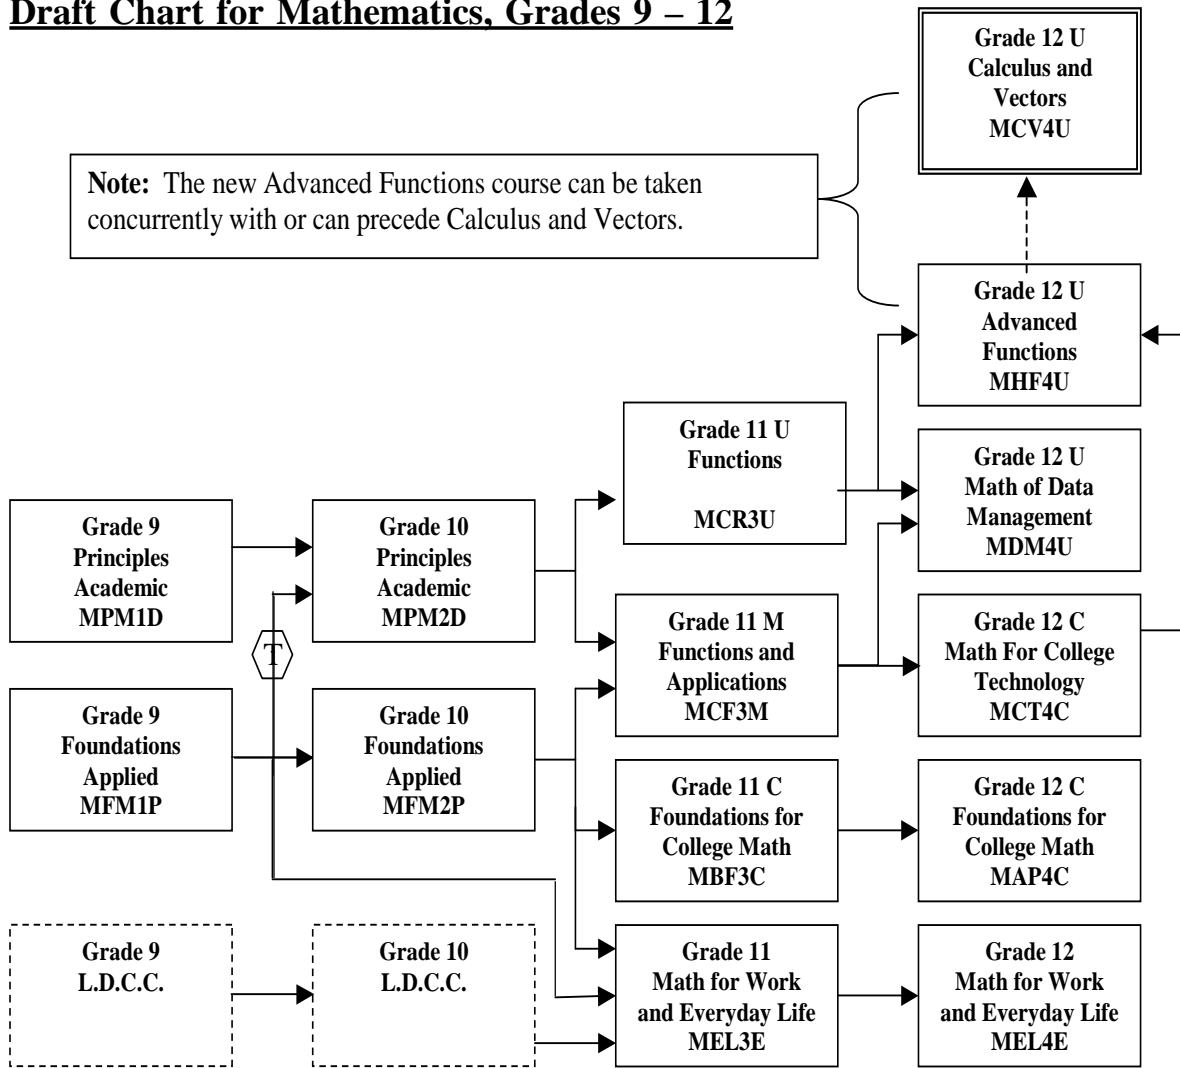 Draft Chart for Mathematics, Grades 9 – 12
Grade 12 U
Calculus and
Vectors
MCV4U
Note: The new Advanced Functions course can be taken
concurrently with or can precede Calculus and Vectors.
Grade 12 U
Advanced
Functions
MHF4U
Grade 11 U
Functions
MCR3U
Grade 12 U
Math of Data
Management
MDM4U
Grade 9
Principles
Academic
MPM1D
Grade 10
Principles
Academic
MPM2D
T
Grade 11 M
Functions and
Applications
MCF3M
Grade 12 C
Math For College
Technology
MCT4C
Grade 9
Foundations
Applied
MFM1P
Grade 10
Foundations
Applied
MFM2P
Grade 11 C
Foundations for
College Math
MBF3C
Grade 12 C
Foundations for
College Math
MAP4C
Grade 9
L.D.C.C.
Grade 10
L.D.C.C.
Grade 11
Math for Work
and Everyday Life
MEL3E
Grade 12
Math for Work
and Everyday Life
MEL4E